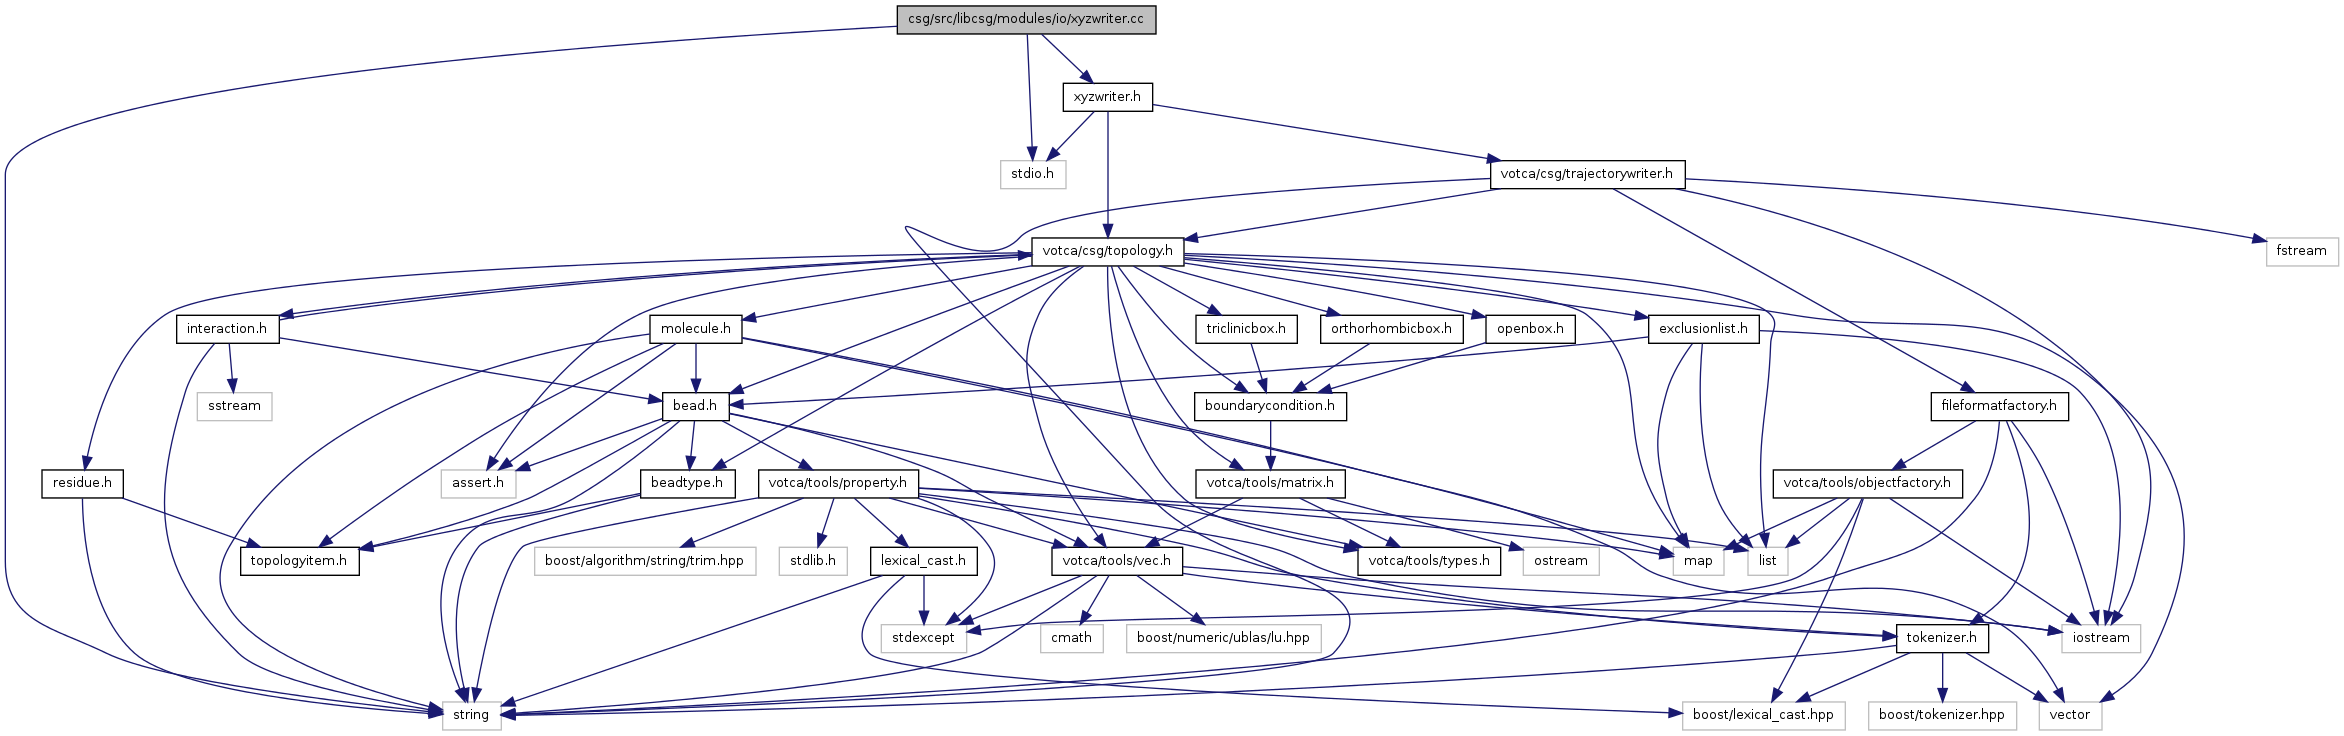 csg/src/libcsg/modules/io/xyzwriter.cc
xyzwriter.h
stdio.h
votca/csg/trajectorywriter.h
votca/csg/topology.h
fstream
interaction.h
molecule.h
triclinicbox.h
orthorhombicbox.h
openbox.h
exclusionlist.h
sstream
bead.h
boundarycondition.h
fileformatfactory.h
residue.h
assert.h
beadtype.h
votca/tools/property.h
votca/tools/matrix.h
votca/tools/objectfactory.h
topologyitem.h
boost/algorithm/string/trim.hpp
stdlib.h
lexical_cast.h
votca/tools/vec.h
votca/tools/types.h
ostream
map
list
stdexcept
cmath
boost/numeric/ublas/lu.hpp
tokenizer.h
iostream
string
boost/lexical_cast.hpp
boost/tokenizer.hpp
vector